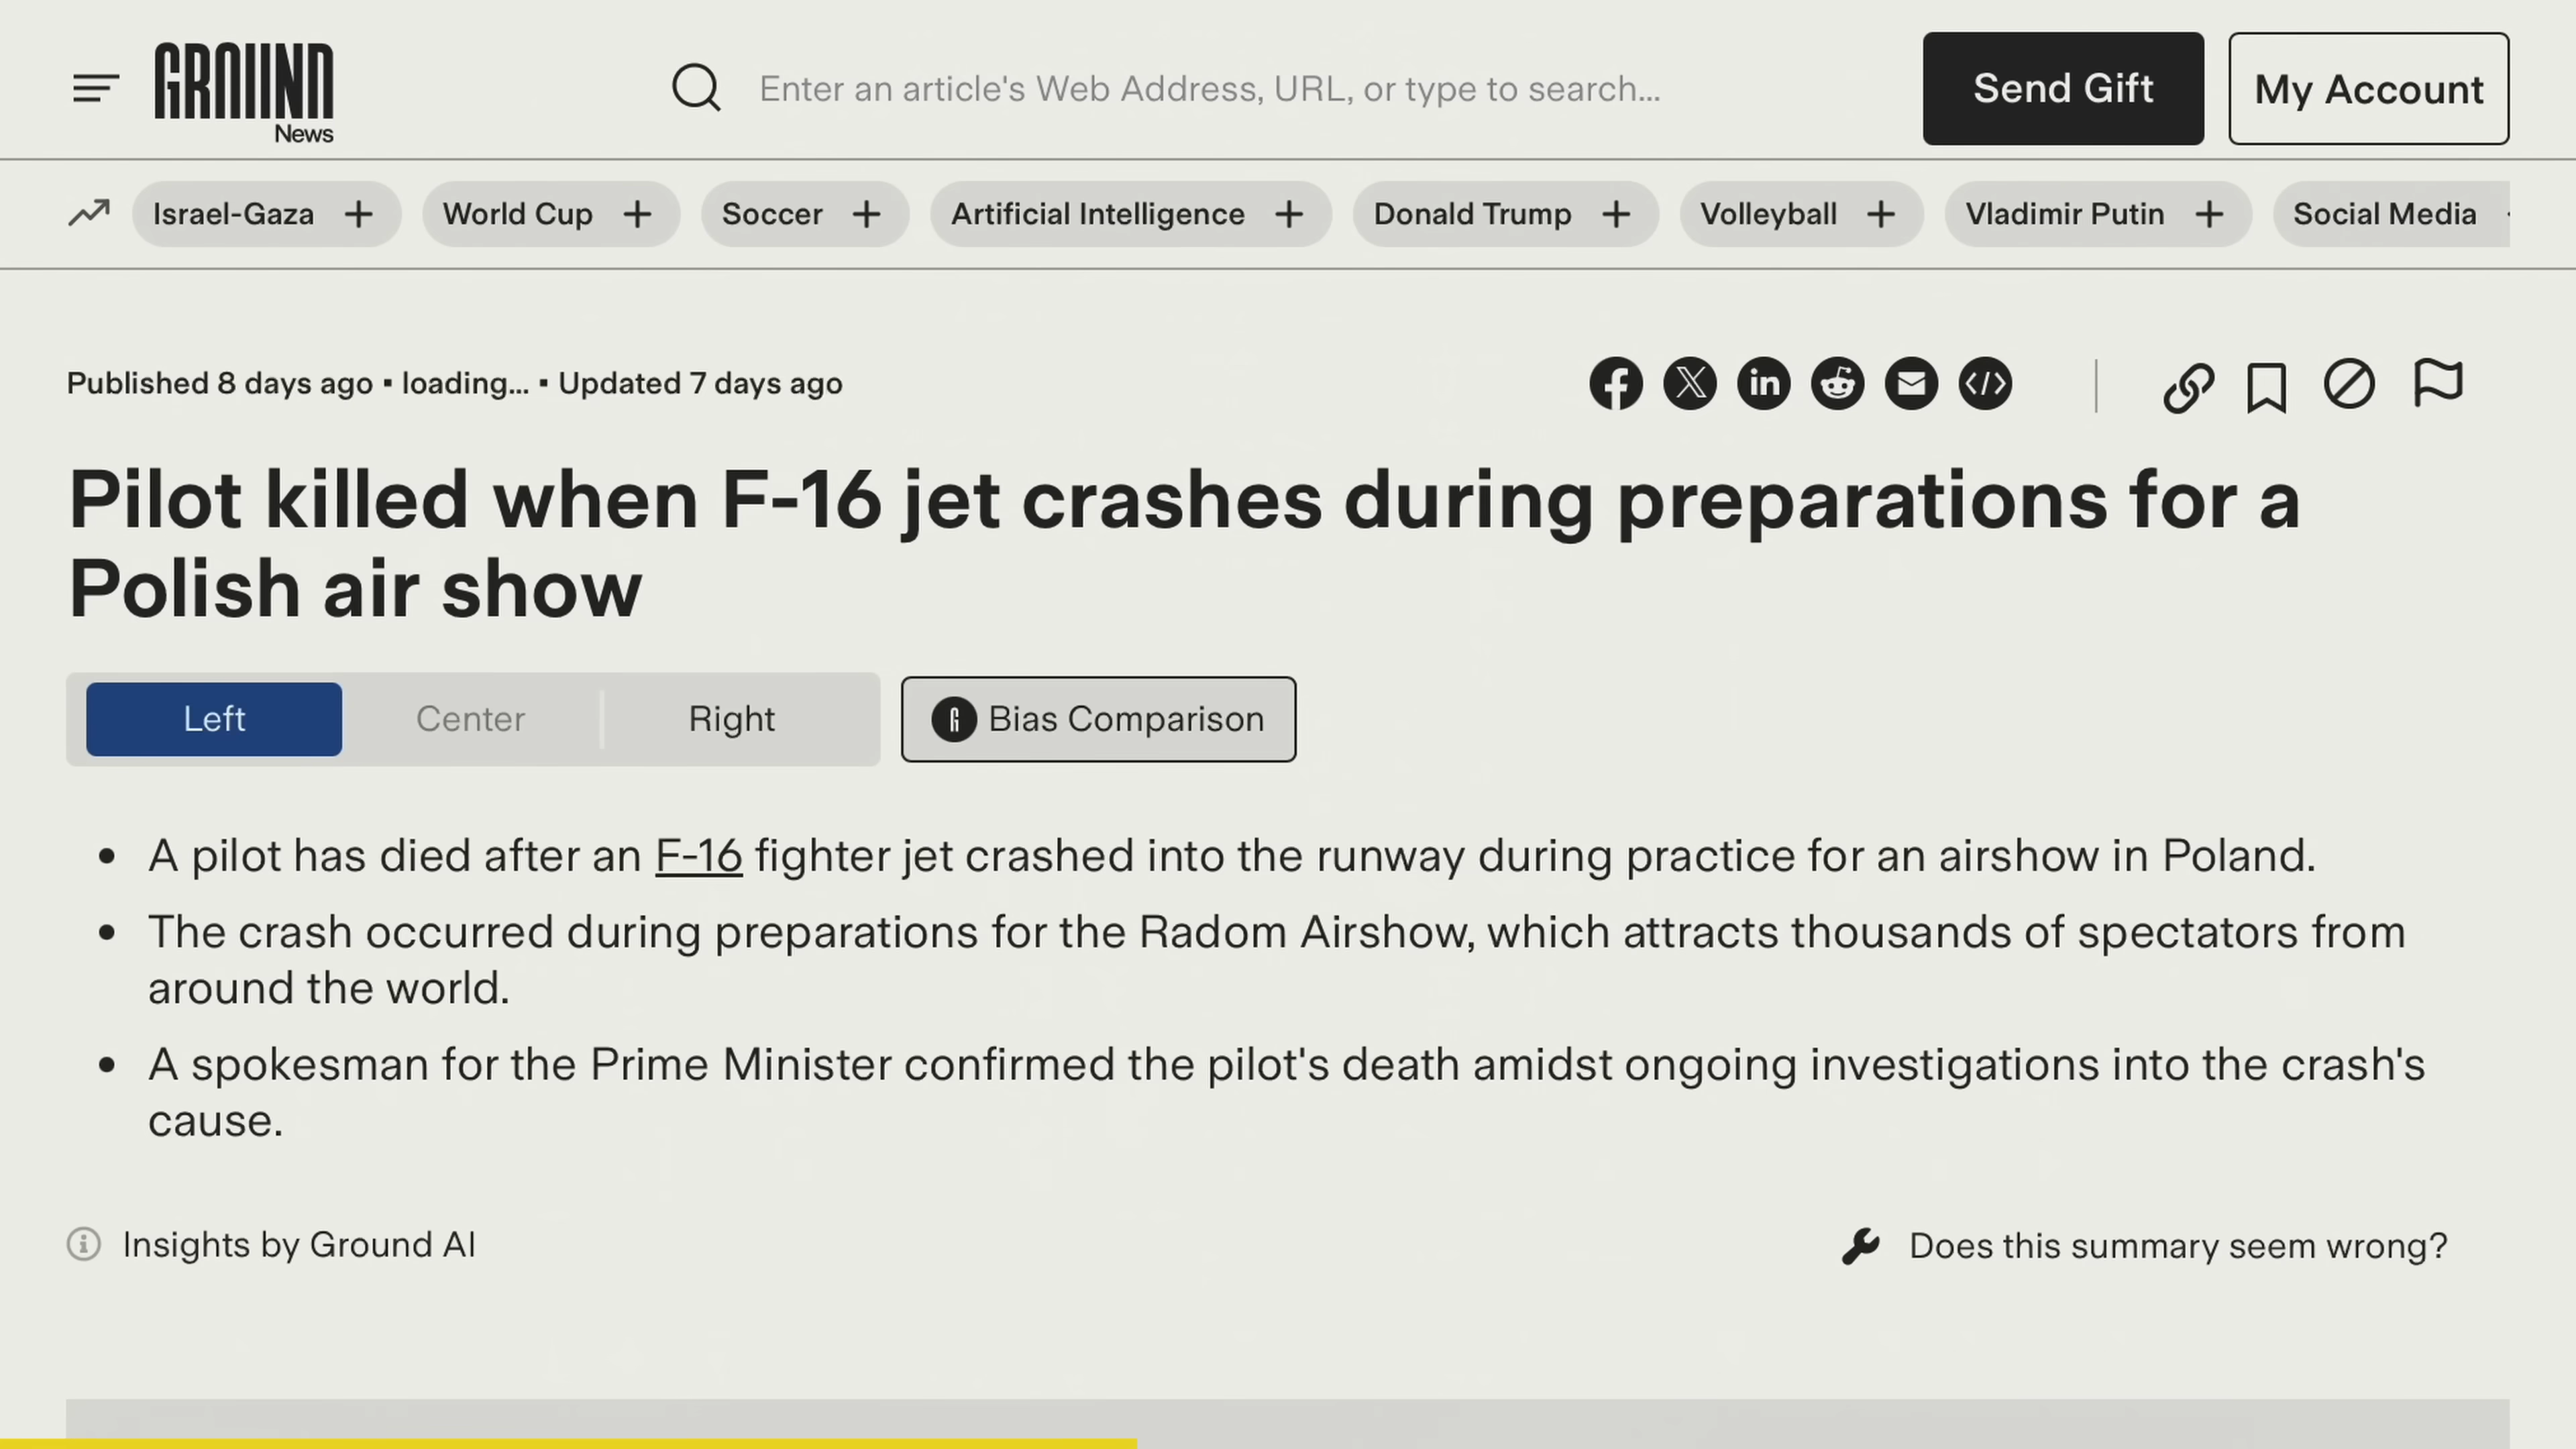 GROUND
News
Enter an article's Web Address, URL, or type to search...
Send Gift
My Account
Israel-Gaza +
World Cup +
Soccer +
Artificial Intelligence +
Donald Trump +
Volleyball +
Vladimir Putin +
Social Media
Published 8 days ago ▪ loading... ▪ Updated 7 days ago
Pilot killed when F-16 jet crashes during preparations for a
Polish air show
Left
Center
Right
Bias Comparison
• A pilot has died after an F-16 fighter jet crashed into the runway during practice for an airshow in Poland.
• The crash occurred during preparations for the Radom Airshow, which attracts thousands of spectators from
around the world.
• A spokesman for the Prime Minister confirmed the pilot's death amidst ongoing investigations into the crash's
cause.
Insights by Ground AI
Does this summary seem wrong?